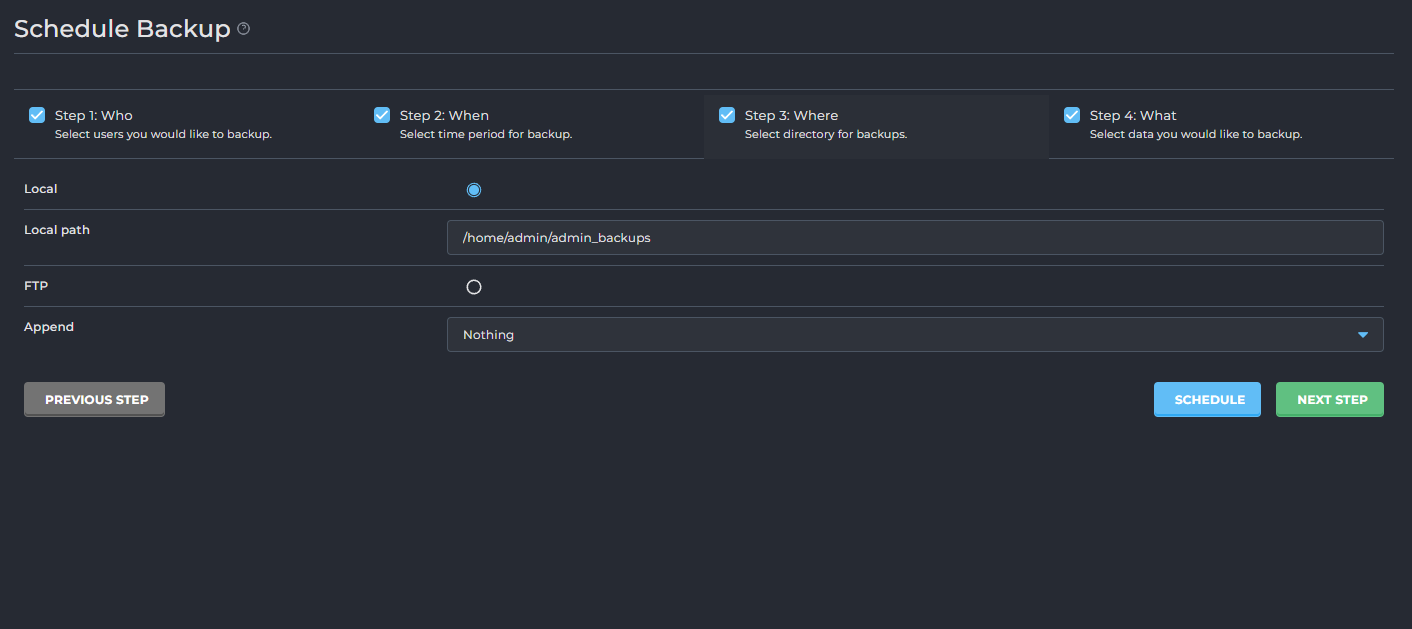 Schedule Backup
Step 1: Who
Select users you would like to backup.
Step 2: When
Select time period for backup.
Step 3: Where
Select directory for backups.
Step 4: What
Select data you would like to backup.
Local
Local path
/home/admin/admin_backups
FTP
Append
Nothing
PREVIOUS STEP
SCHEDULE
NEXT STEP